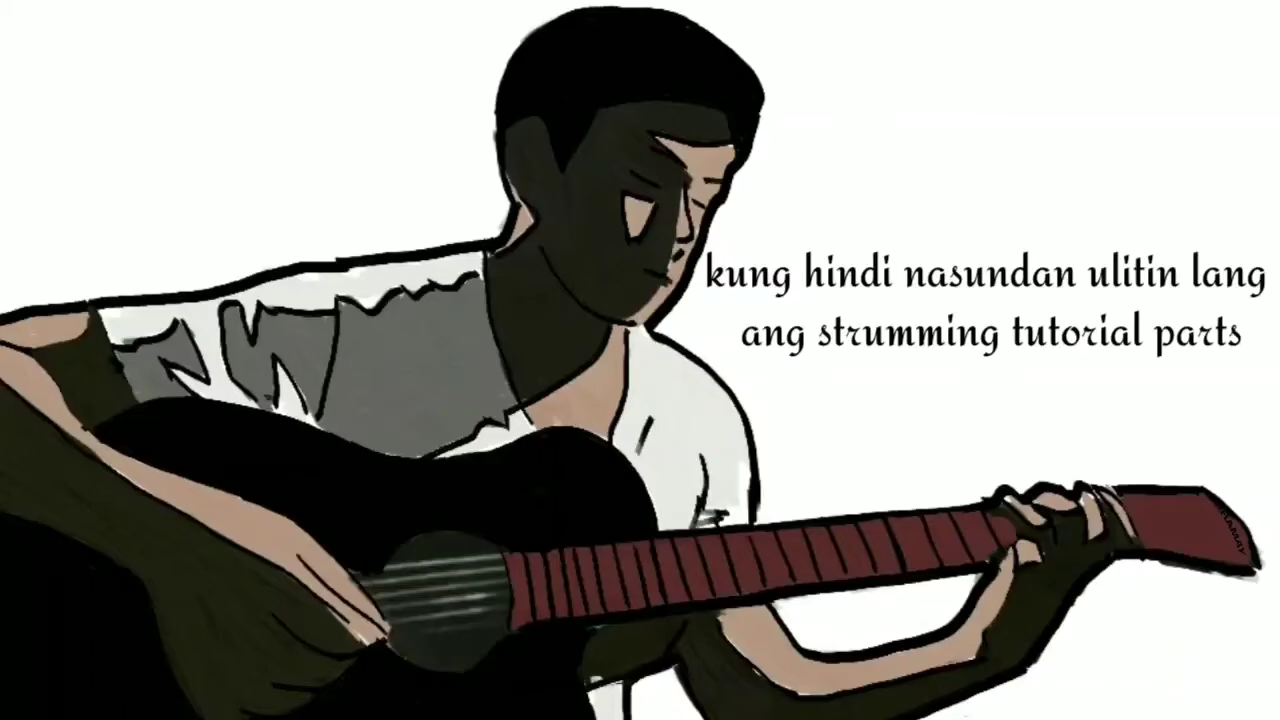 kung hindi nasundan ulitin lang
ang strumming tutorial parts